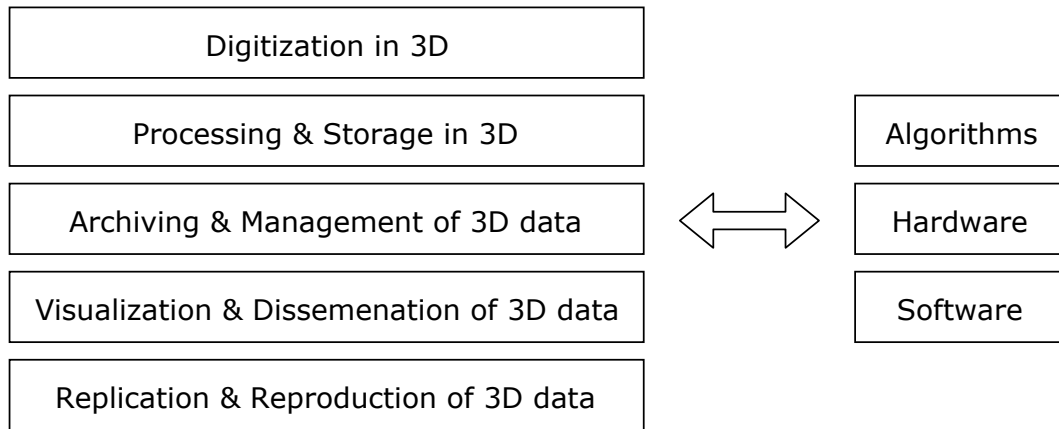 Digitization in 3D
Processing & Storage in 3D
Archiving & Management of 3D data
Visualization & Dissemenation of 3D data
Replication & Reproduction of 3D data
Algorithms
Hardware
Software